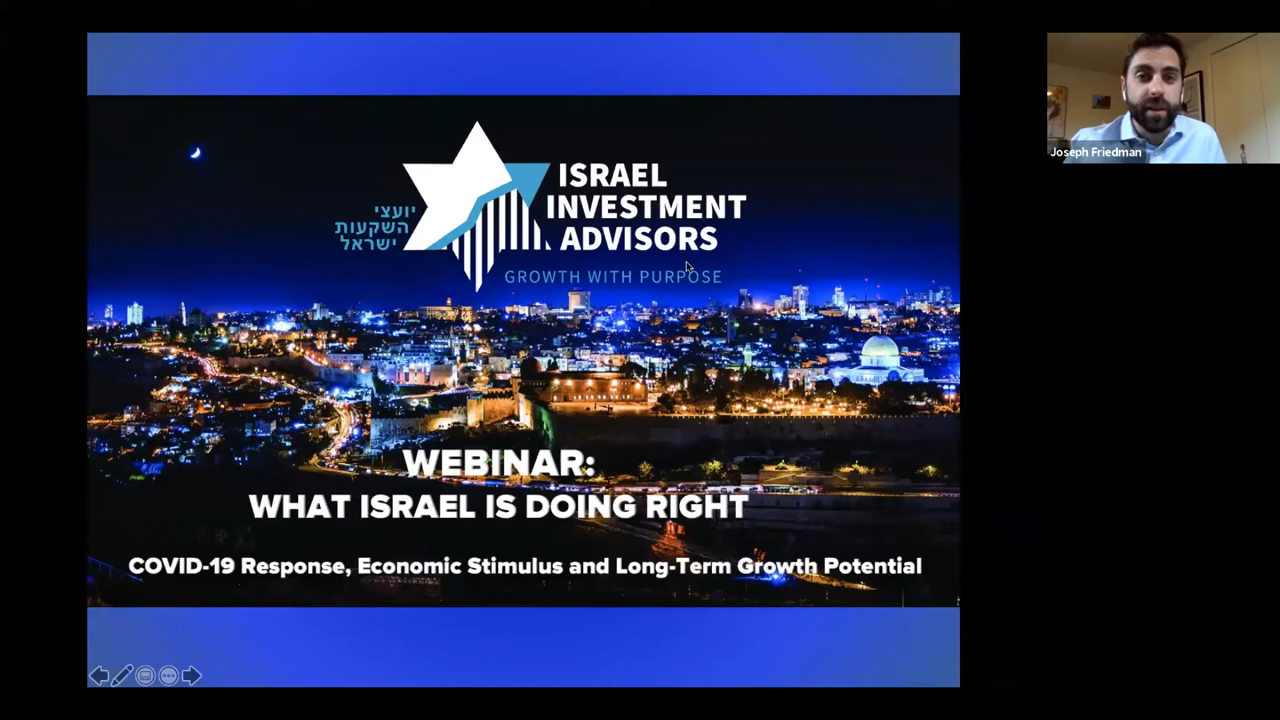 ISRAEL
INVESTMENT
ADVISORS
יועצי
השקעות
ישראל
GROWTH WITH PURPOSE
WEBINAR:
WHAT ISRAEL IS DOING RIGHT
COVID-19 Response, Economic Stimulus and Long-Term Growth Potential
Joseph Friedman